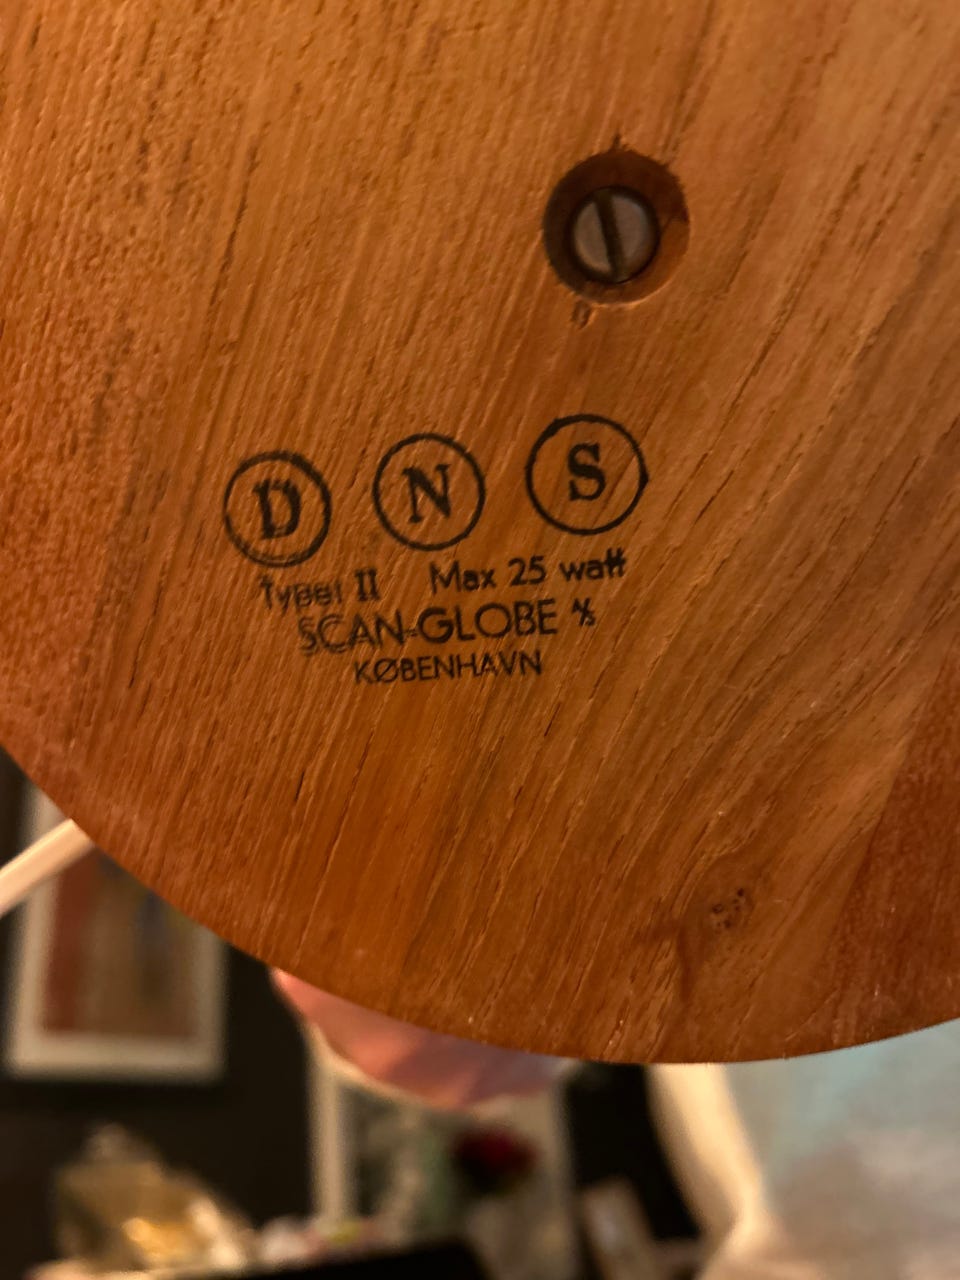 D N S
Type: II Max 25 watt
SCAN-GLOBE A/S
KØBENHAVN